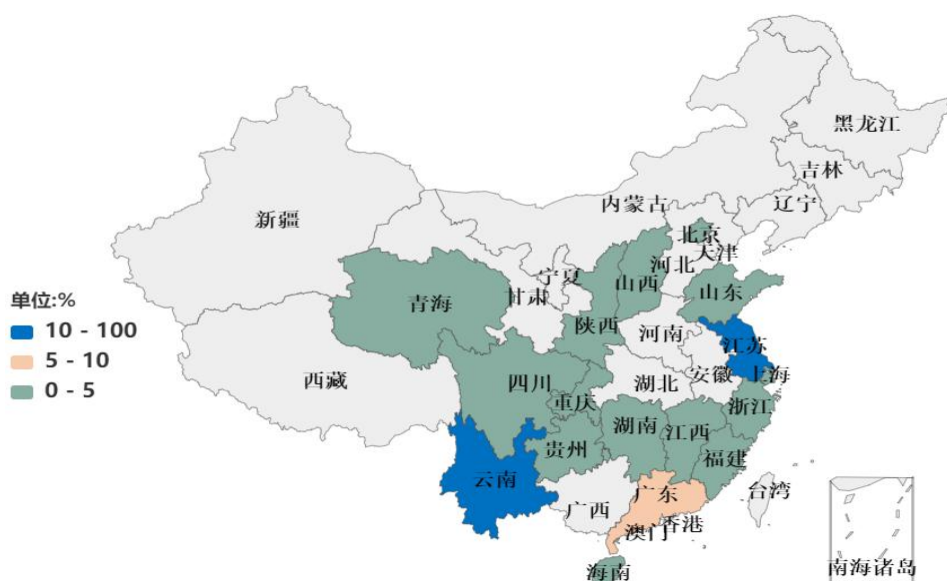 黑龙江
吉林
辽宁
内蒙古
新疆
北京
天津
河北
宁夏
山西
山东
甘肃
青海
单位:%
10 - 100
5 - 10
0 - 5
陕西
河南
江苏
西藏
四川
湖北
安徽
上海
重庆
浙江
湖南
江西
贵州
福建
云南
广西
广东
台湾
澳门
香港
海南
南海诸岛